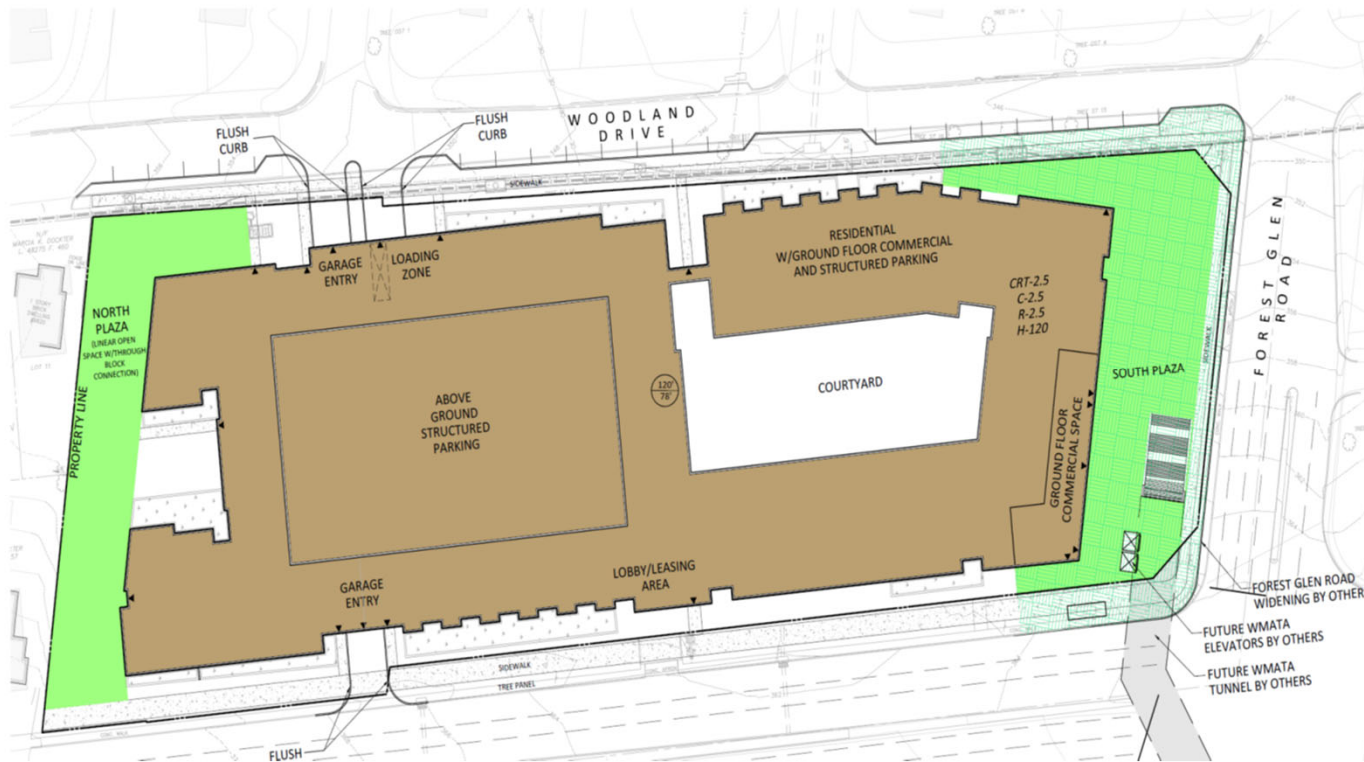 WOODLAND
DRIVE
FLUSH
CURB
FLUSH
CURB
SIDEWALK
GARAGE
ENTRY
LOADING
ZONE
RESIDENTIAL
W/GROUND FLOOR COMMERCIAL
AND STRUCTURED PARKING
CRT-2.5
C-2.5
R-2.5
H-120
NORTH
PLAZA
(LINEAR OPEN
SPACE W/THROUGH
BLOCK
CONNECTION)
PROPERTY LINE
ABOVE
GROUND
STRUCTURED
PARKING
120'
78'
COURTYARD
GROUND FLOOR
COMMERCIAL SPACE
SOUTH PLAZA
SIDEWALK
FOREST GLEN
ROAD
GARAGE
ENTRY
LOBBY/LEASING
AREA
SIDEWALK
TREE PANEL
FLUSH
FOREST GLEN ROAD
WIDENING BY OTHER
FUTURE WMATA
ELEVATORS BY OTHERS
FUTURE WMATA
TUNNEL BY OTHERS